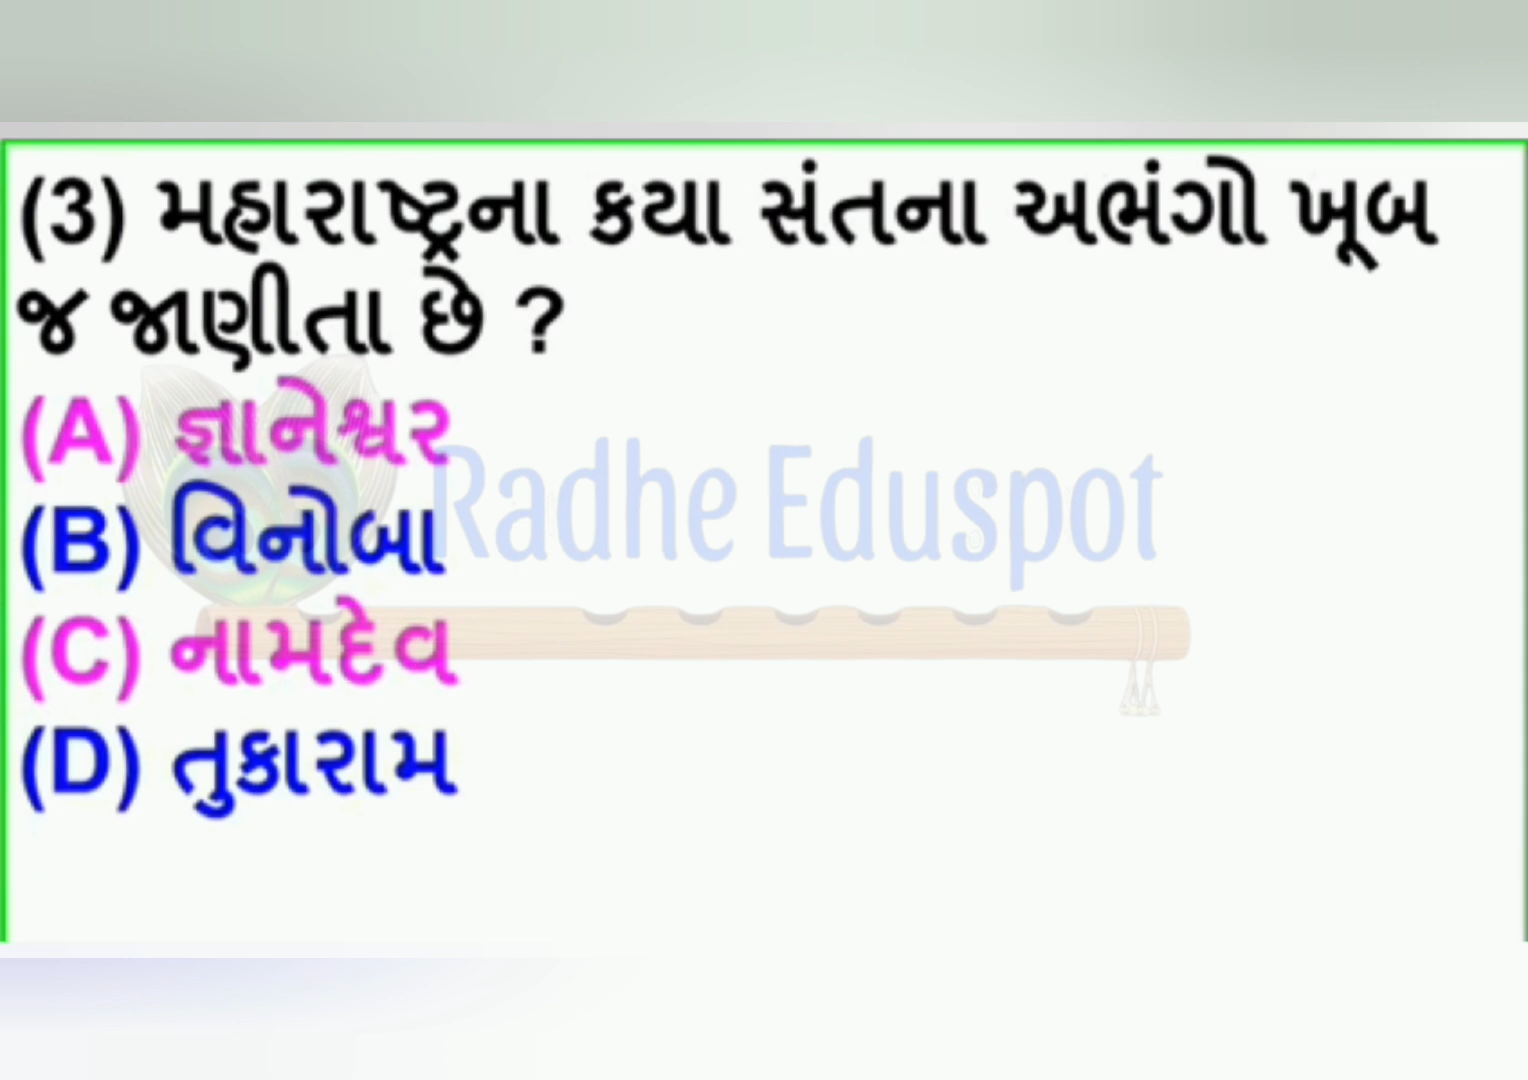 (3) મહારાષ્ટ્રના કયા સંતના અભંગો ખૂબ
જ જાણીતા છે ?
(A) જ્ઞાનેશ્વર
(B) વિનોબા
(C) નામદેવ
(D) તુકારામ
Radhe Eduspot